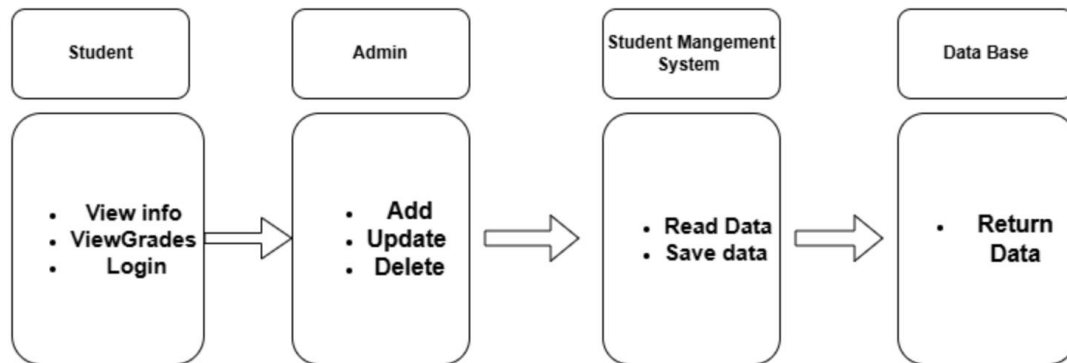 Student
Admin
Student Mangement
System
Data Base
• View info
• ViewGrades
• Login
• Add
• Update
• Delete
• Read Data
• Save data
• Return
Data